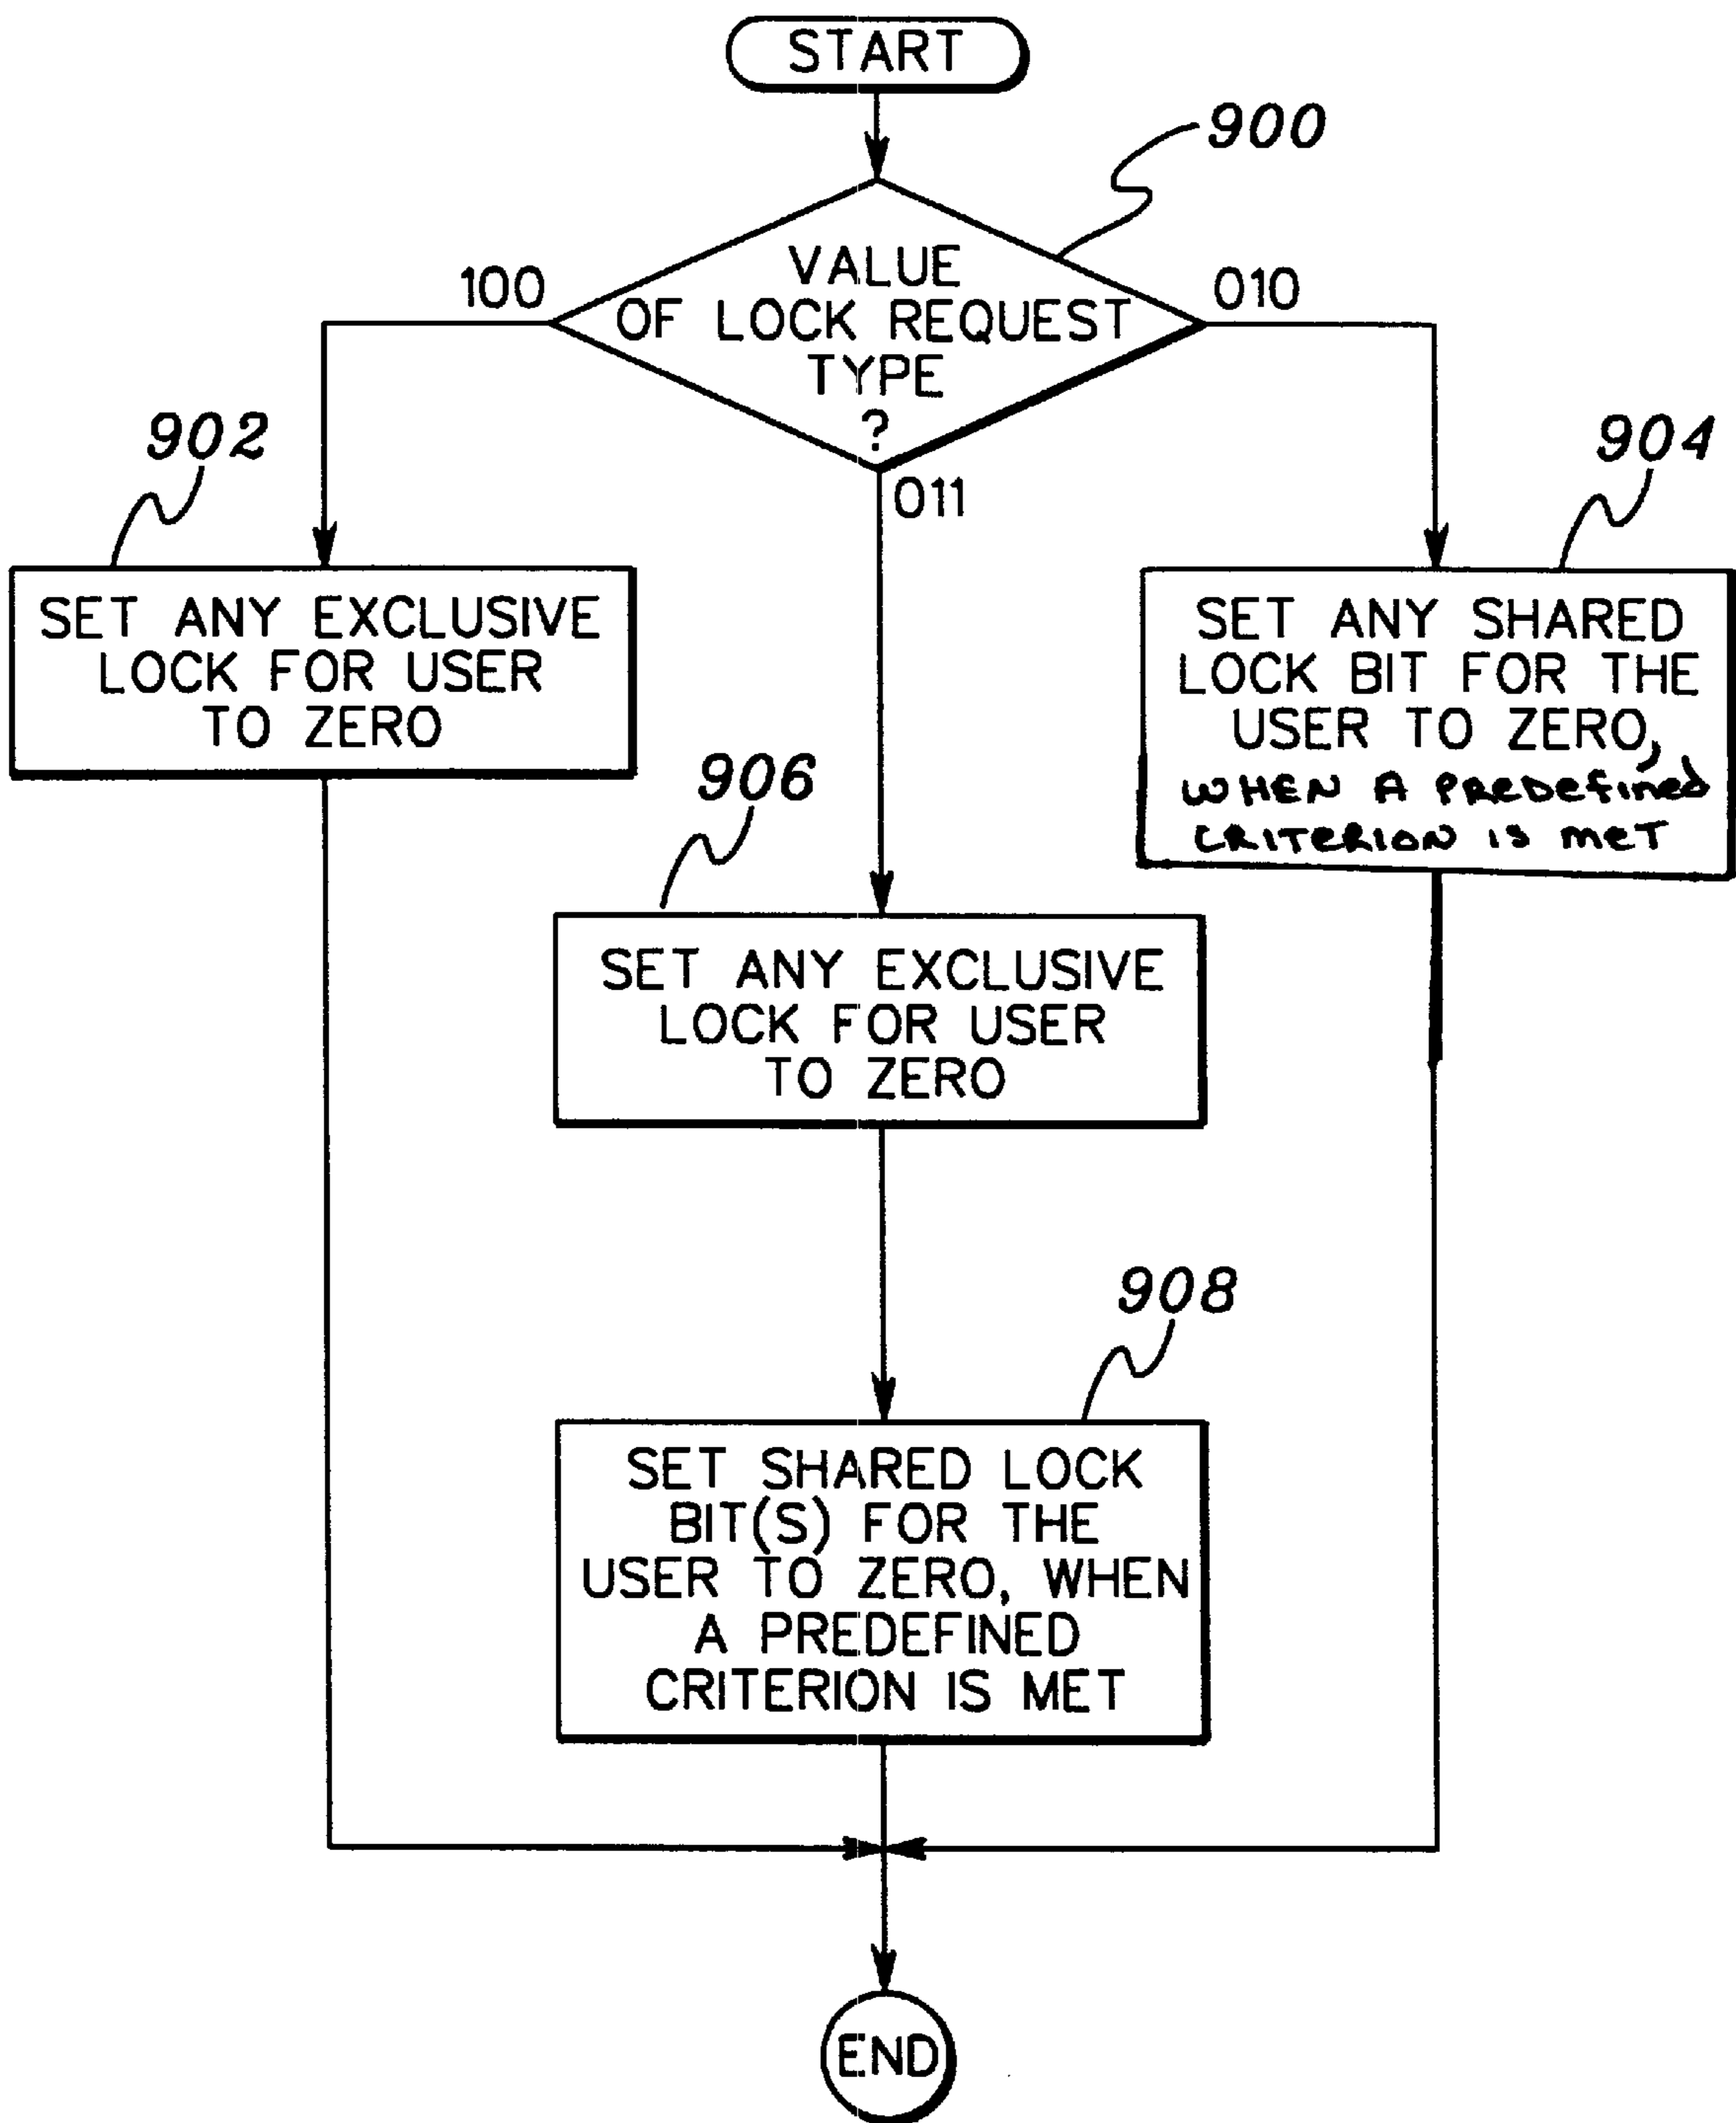 START
900
VALUE
OF LOCK REQUEST
TYPE
?
100
010
011
902
SET ANY EXCLUSIVE
LOCK FOR USER
TO ZERO
904
SET ANY SHARED
LOCK BIT FOR THE
USER TO ZERO,
WHEN A PREDefined
CRITERION is meT
906
SET ANY EXCLUSIVE
LOCK FOR USER
TO ZERO
908
SET SHARED LOCK
BIT(S) FOR THE
USER TO ZERO, WHEN
A PREDEFINED
CRITERION IS MET
END